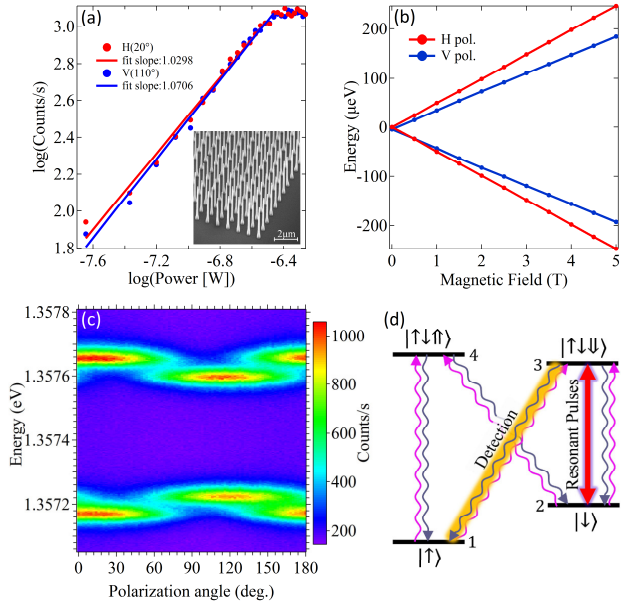 (a)
H(20°)
fit slope:1.0298
V(110°)
fit slope:1.0706
log(Counts/s)
3.0
2.8
2.6
2.4
2.2
2.0
1.8
2μm
-7.6
-7.2
-6.8
-6.4
log(Power [W])
(b)
H pol.
V pol.
Energy (μeV)
200
100
0
-100
-200
0
1
2
3
4
5
Magnetic Field (T)
(c)
Energy (eV)
1.3578
1.3576
1.3574
1.3572
0
30
60
90
120
150
180
Polarization angle (deg.)
1000
800
600
400
200
Counts/s
(d)
|↑↓⇑⟩
4
|↑↓⇓⟩
3
Detection
Resonant Pulses
2
|↓⟩
1
|↑⟩